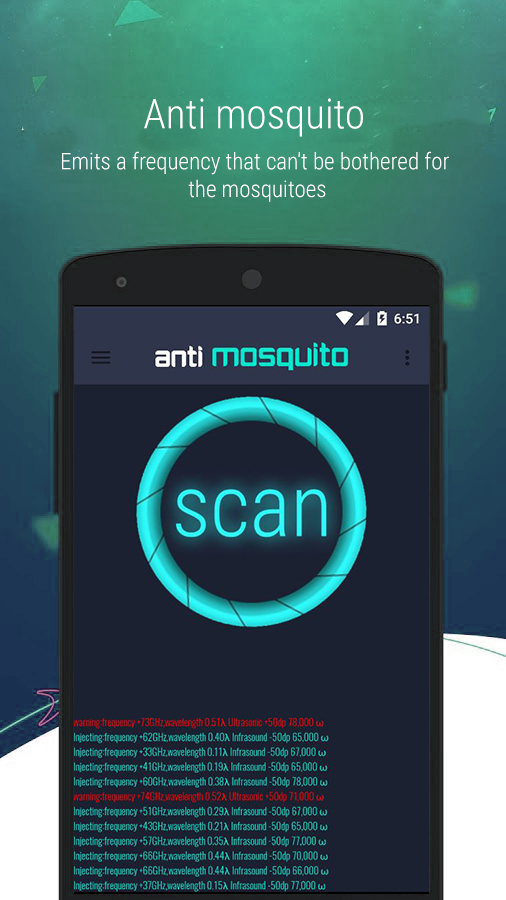 Anti mosquito
Emits a frequency that can't be bothered for
the mosquitoes
6:51
anti mosquito
scan
warning:frequency +73GHz,wavelength 0.51λ Ultrasonic +50dp 78,000 ω
Injecting:frequency +62GHz,wavelength 0.40λ Infrasound -50dp 65,000 ω
Injecting:frequency +33GHz,wavelength 0.11λ Infrasound -50dp 67,000 ω
Injecting:frequency +41GHz,wavelength 0.19λ Infrasound -50dp 65,000 ω
Injecting:frequency +60GHz,wavelength 0.38λ Infrasound -50dp 78,000 ω
warning:frequency +74GHz,wavelength 0.52λ Ultrasonic +50dp 71,000 ω
Injecting:frequency +51GHz,wavelength 0.29λ Infrasound -50dp 67,000 ω
Injecting:frequency +43GHz,wavelength 0.21λ Infrasound -50dp 65,000 ω
Injecting:frequency +57GHz,wavelength 0.35λ Infrasound -50dp 77,000 ω
Injecting:frequency +66GHz,wavelength 0.44λ Infrasound -50dp 70,000 ω
Injecting:frequency +66GHz,wavelength 0.44λ Infrasound -50dp 66,000 ω
Injecting:frequency +37GHz,wavelength 0.15λ Infrasound -50dp 77,000 ω